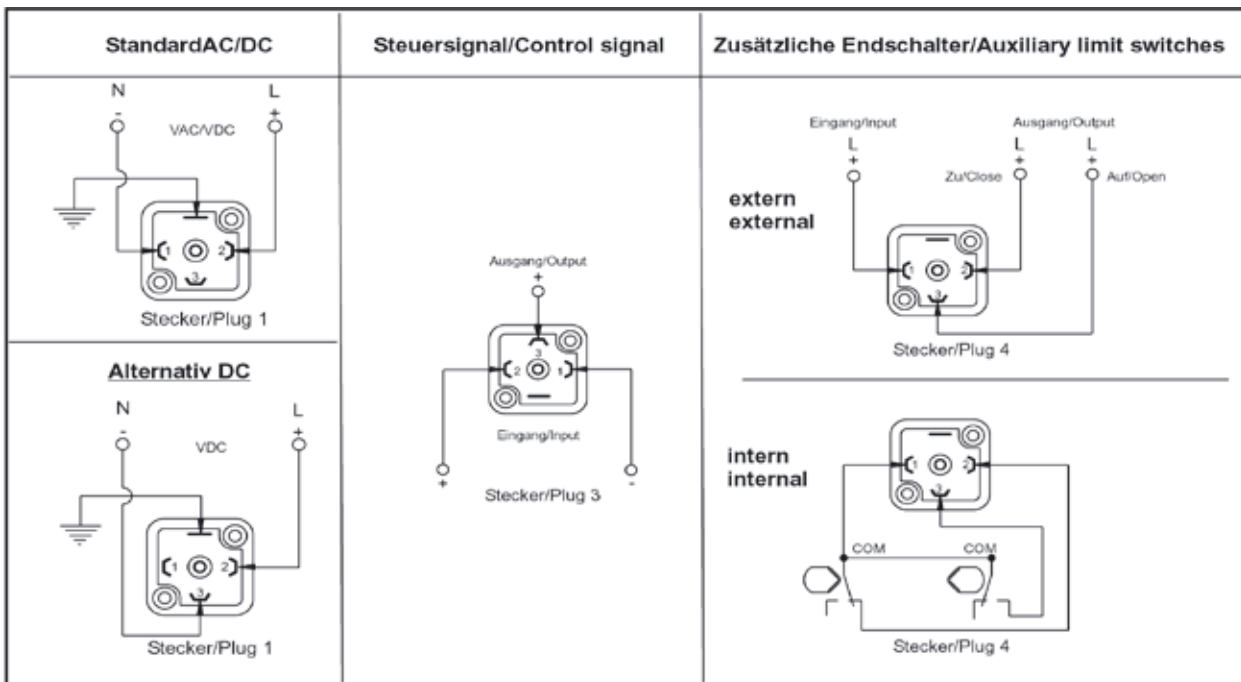 StandardAC/DC
N L
- +
VAC/VDC
1 2
3
Stecker/Plug 1
Alternativ DC
N L
- +
VDC
1 2
3
Stecker/Plug 1
Steuersignal/Control signal
Ausgang/Output
+
3
2 1
Eingang/Input
+ -
Stecker/Plug 3
Zusätzliche Endschalter/Auxiliary limit switches
extern
external
Eingang/Input Ausgang/Output
L L L
+ + +
Zu/Close Auf/Open
1 2
3
Stecker/Plug 4
intern
internal
1 2
3
COM COM
Stecker/Plug 4